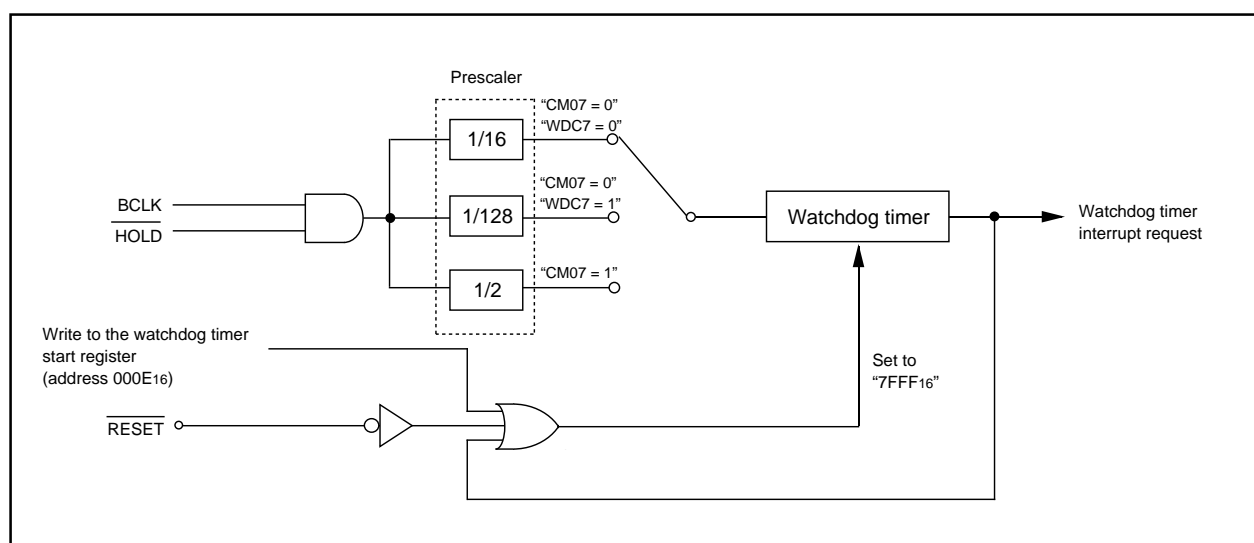 Prescaler
“CM07 = 0”
“WDC7 = 0”
1/16
“CM07 = 0”
“WDC7 = 1”
1/128
“CM07 = 1”
1/2
BCLK
HOLD
Watchdog timer
Watchdog timer
interrupt request
Write to the watchdog timer
start register
(address 000E16)
Set to
“7FFF16”
RESET